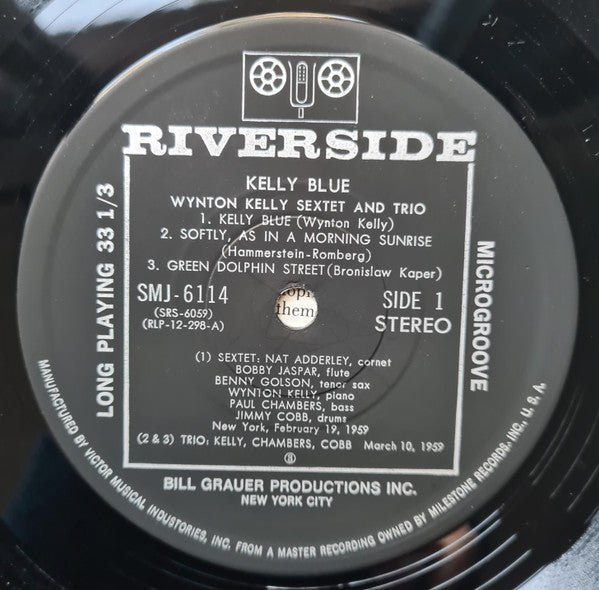 RIVERSIDE
KELLY BLUE
WYNTON KELLY SEXTET AND TRIO
1. KELLY BLUE (Wynton Kelly)
2. SOFTLY, AS IN A MORNING SUNRISE
(Hammerstein-Romberg)
3. GREEN DOLPHIN STREET (Bronislaw Kaper)
SMJ-6114
(SRS-6059)
(RLP-12-298-A)
them
SIDE 1
STEREO
(1) SEXTET: NAT ADDERLEY, cornet
BOBBY JASPAR, flute
BENNY GOLSON, tenor sax
WYNTON KELLY, piano
PAUL CHAMBERS, bass
JIMMY COBB, drums
New York, February 19, 1959
(2 & 3) TRIO: KELLY, CHAMBERS, COBB March 10, 1959
BILL GRAUER PRODUCTIONS INC.
NEW YORK CITY
LONG PLAYING 33 1/3
MICROGROOVE
MANUFACTURED BY VICTOR MUSICAL INDUSTORIES, INC. FROM A MASTER RECORDING OWNED BY MILESTONE RECORDS, INC., U. S. A.